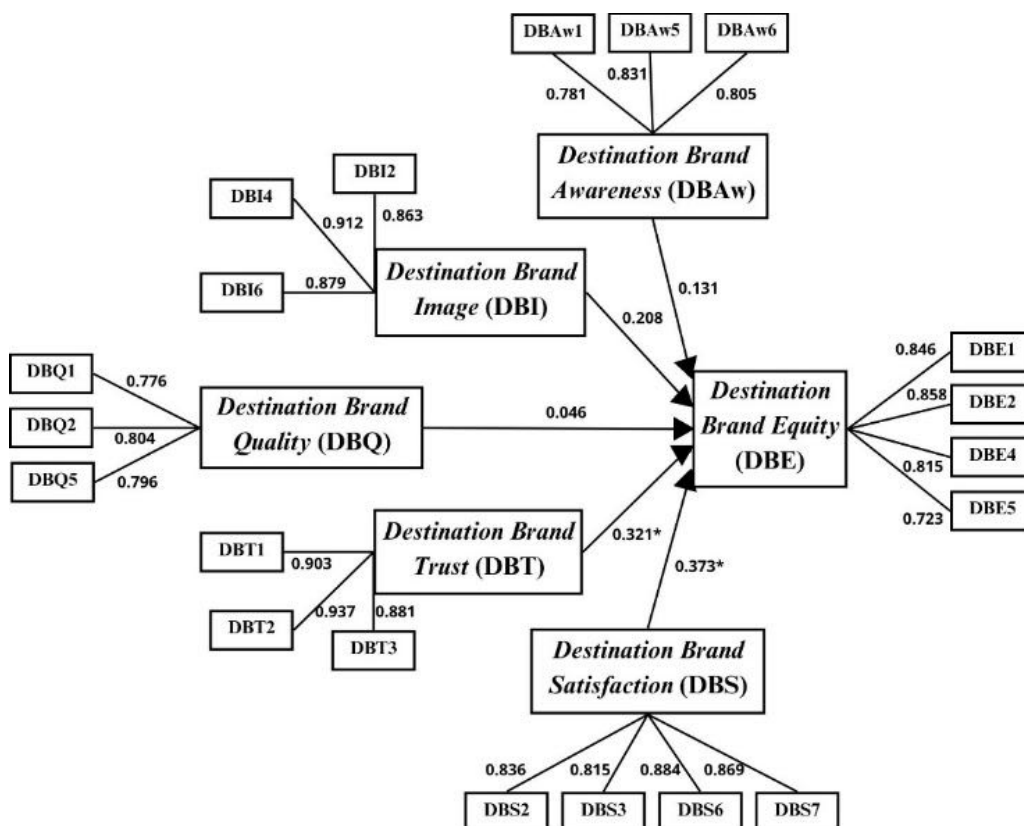 DBAw1
DBAw5
DBAw6
0.781
0.831
0.805
Destination Brand
Awareness (DBAw)
0.131
DBI2
DBI4
DBI6
0.863
0.912
0.879
Destination Brand
Image (DBI)
0.208
DBQ1
DBQ2
DBQ5
0.776
0.804
0.796
Destination Brand
Quality (DBQ)
0.046
Destination
Brand Equity
(DBE)
0.846
0.858
0.815
0.723
DBE1
DBE2
DBE4
DBE5
DBT1
DBT2
DBT3
0.903
0.937
0.881
Destination Brand
Trust (DBT)
0.321*
0.373*
Destination Brand
Satisfaction (DBS)
0.836
0.815
0.884
0.869
DBS2
DBS3
DBS6
DBS7